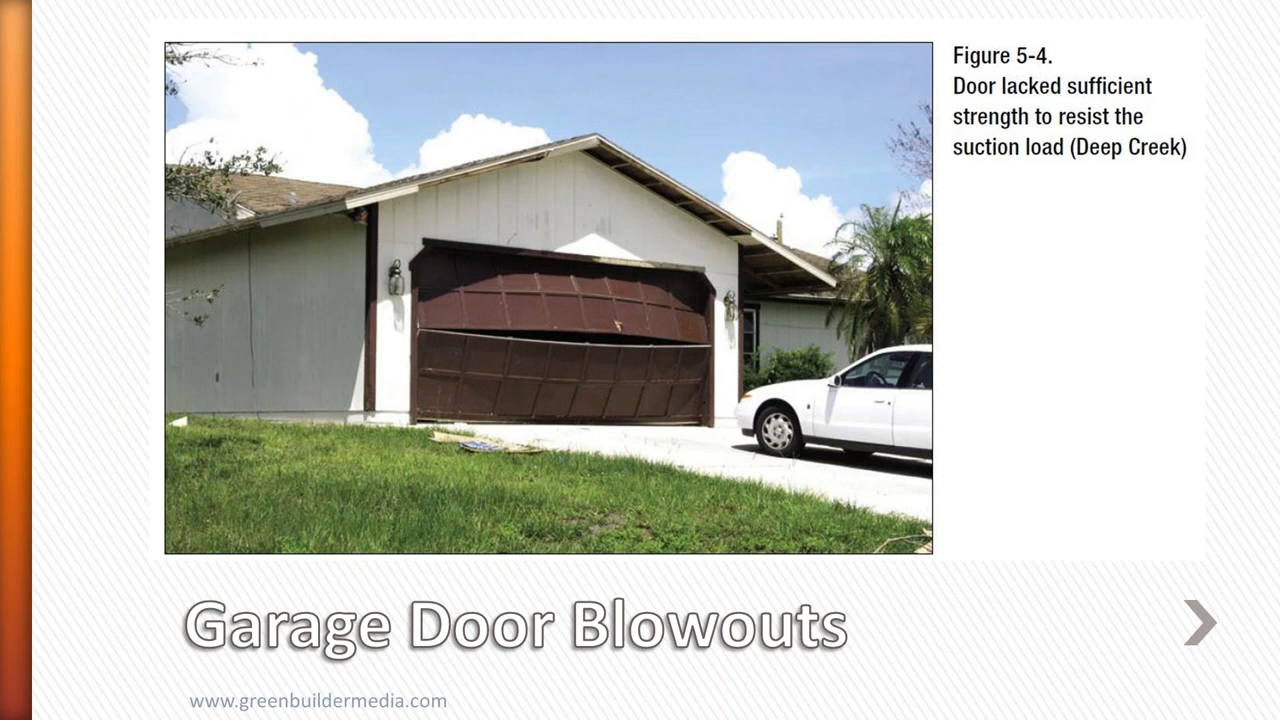 Figure 5-4.
Door lacked sufficient
strength to resist the
suction load (Deep Creek)
Garage Door Blowouts
www.greenbuildermedia.com